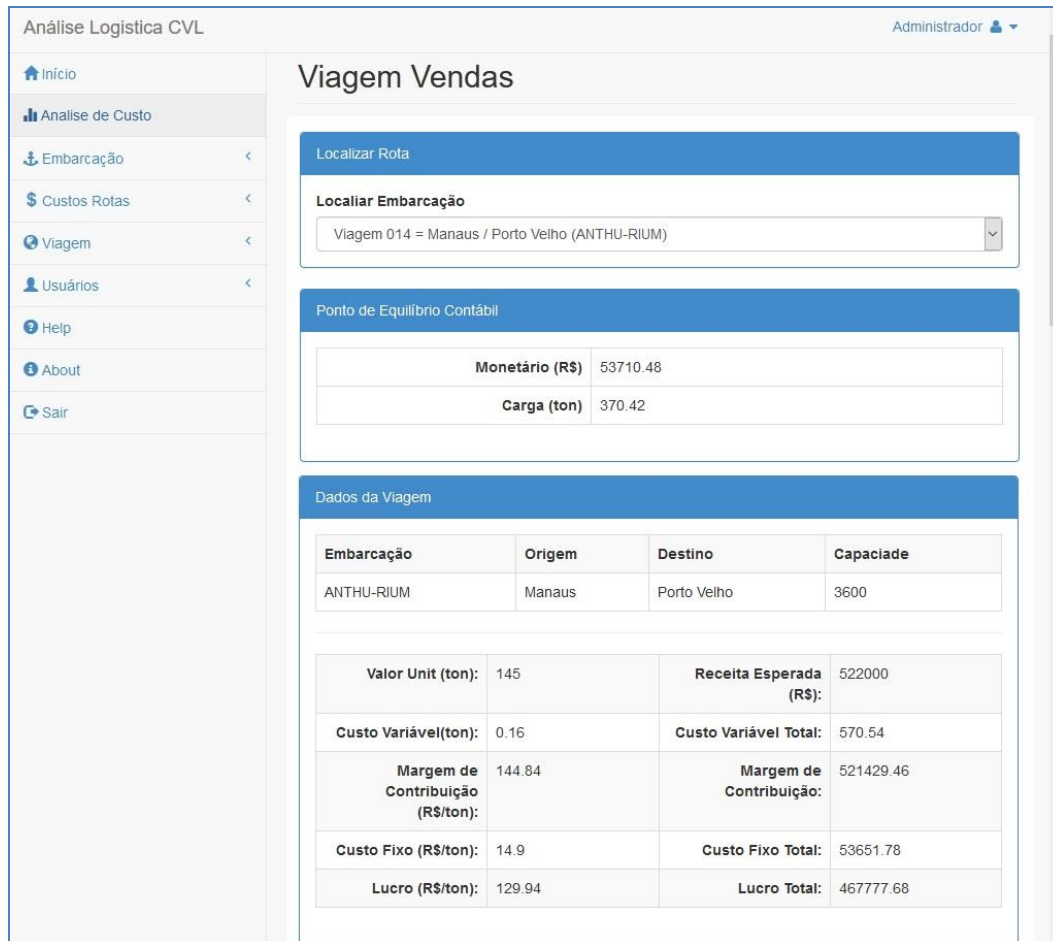 Análise Logistica CVL
Administrador
Início
Analise de Custo
Embarcação
Custos Rotas
Viagem
Usuários
Help
About
Sair
Viagem Vendas
Localizar Rota
Localiar Embarcação
Viagem 014 = Manaus / Porto Velho (ANTHU-RIUM)
Ponto de Equilíbrio Contábil
Monetário (R$) 53710.48
Carga (ton) 370.42
Dados da Viagem
Embarcação Origem Destino Capaciade
ANTHU-RIUM Manaus Porto Velho 3600
Valor Unit (ton): 145 Receita Esperada 522000
(R$):
Custo Variável(ton): 0.16 Custo Variável Total: 570.54
Margem de 144.84 Margem de 521429.46
Contribuição Contribuição:
(R$/ton):
Custo Fixo (R$/ton): 14.9 Custo Fixo Total: 53651.78
Lucro (R$/ton): 129.94 Lucro Total: 467777.68